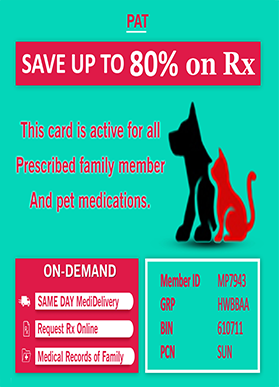 PAT
SAVE UP TO 80% on Rx
This card is active for all
Prescribed family member
And pet medications.
ON-DEMAND
SAME DAY MediDelivery
Request Rx Online
Medical Records of Family
Member ID MP7943
GRP HWBBAA
BIN 610711
PCN SUN